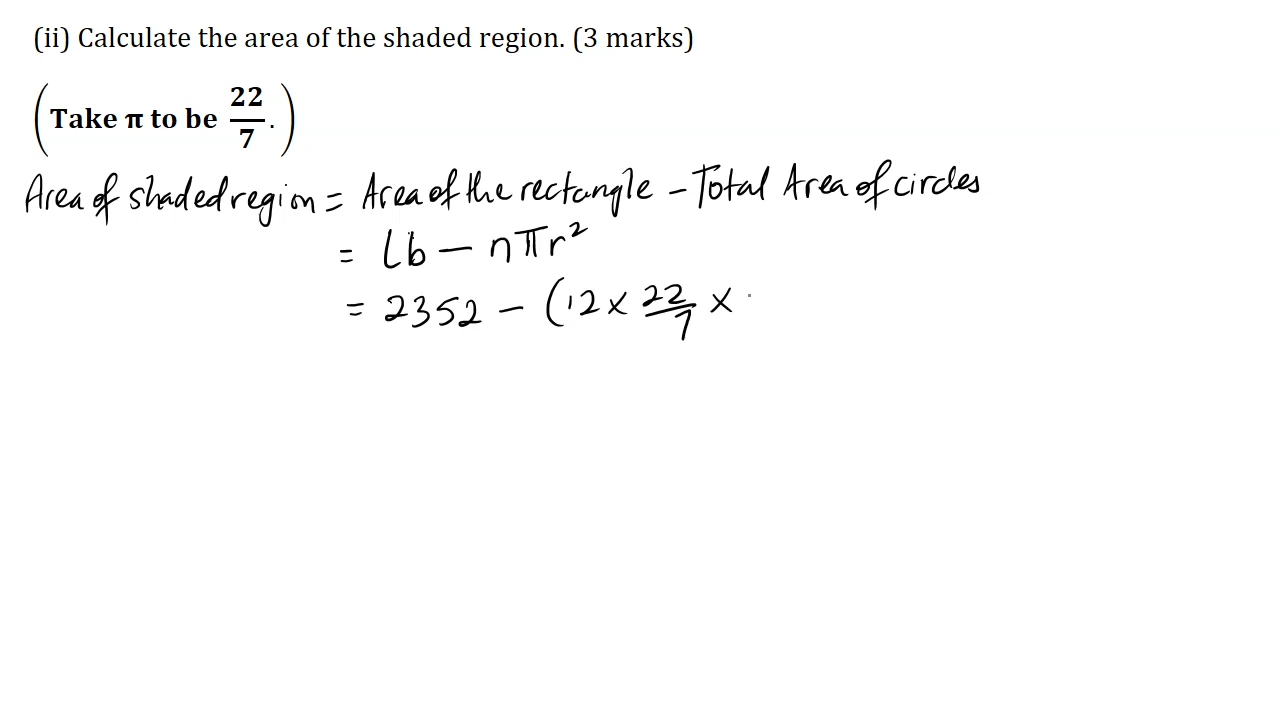 (ii) Calculate the area of the shaded region. (3 marks)
(Take π to be 22/7.)
Area of shaded region = Area of the rectangle - Total Area of circles
= Lb - nπr²
= 2352 - (12 × 22/7 ×